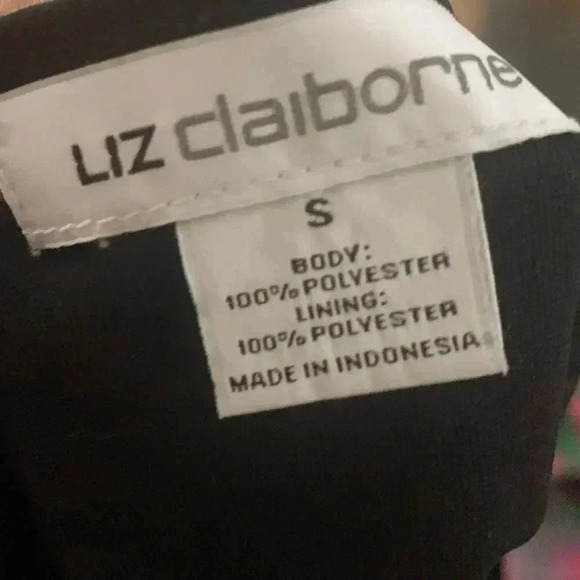 LIZ claiborne
S
BODY:
100% POLYESTER
LINING:
100% POLYESTER
MADE IN INDONESIA